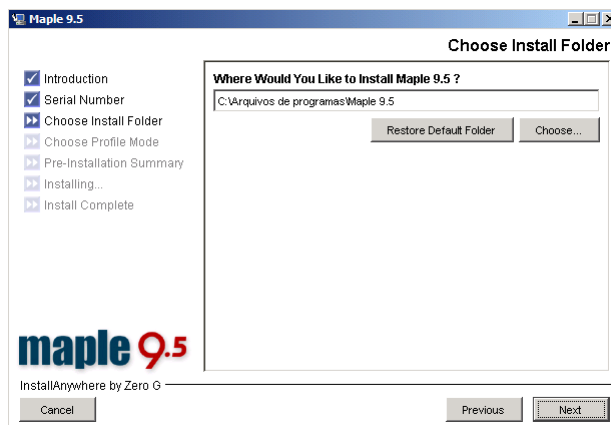 Maple 9.5
Choose Install Folder
Introduction
Serial Number
Choose Install Folder
Choose Profile Mode
Pre-Installation Summary
Installing...
Install Complete
Where Would You Like to Install Maple 9.5 ?
C:\Arquivos de programas\Maple 9.5
Restore Default Folder
Choose...
maple 9.5
InstallAnywhere by Zero G
Cancel
Previous
Next